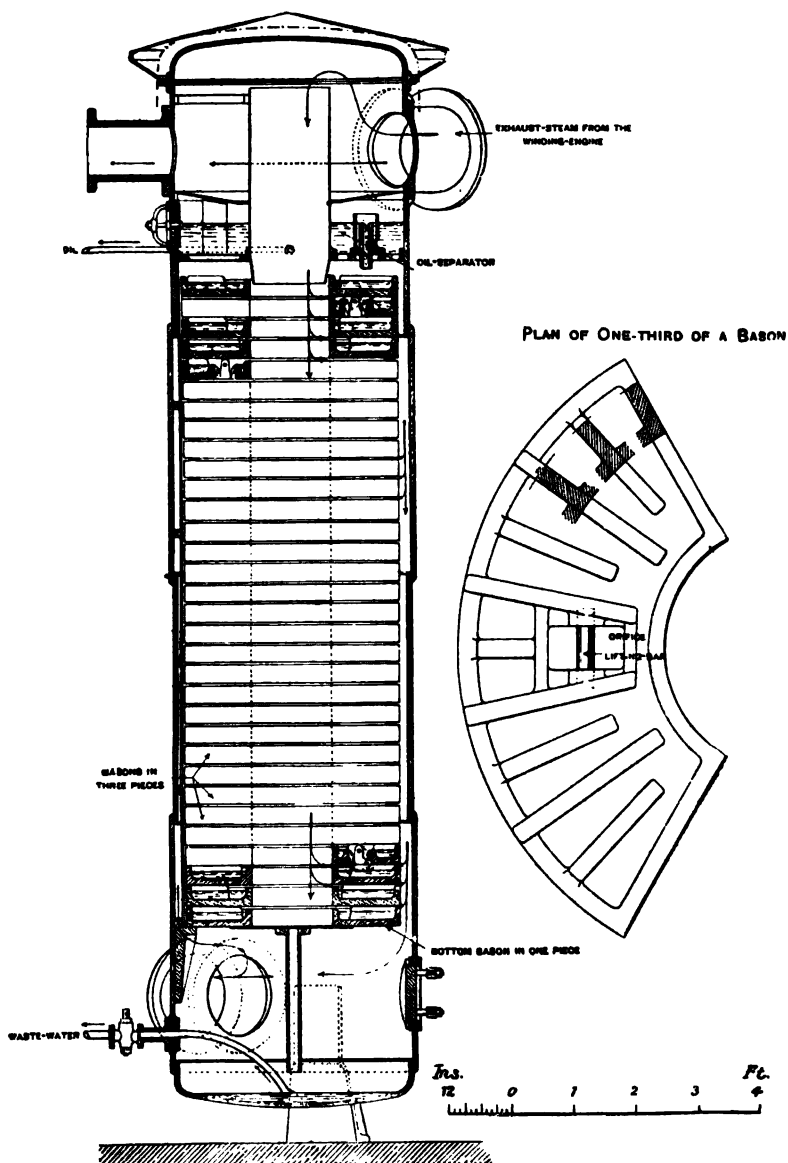 EXHAUST-STEAM FROM THE
WINDING-ENGINE
OIL
OIL-SEPARATOR
PLAN OF ONE-THIRD OF A BASON
ORIFICE
LIFTING-BAR
BASONS IN
THREE PIECES
BOTTOM BASON IN ONE PIECE
WASTE-WATER
Ins. Ft.
12 0 1 2 3 4